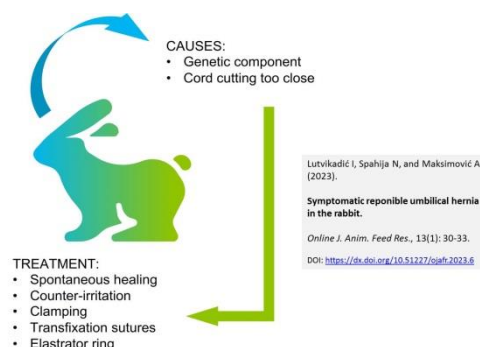 CAUSES:
• Genetic component
• Cord cutting too close
Lutvikadić I, Spahija N, and Maksimović A
(2023).
Symptomatic reponible umbilical hernia
in the rabbit.
Online J. Anim. Feed Res., 13(1): 30-33.
DOI: https://dx.doi.org/10.51227/ojafr.2023.6
TREATMENT:
• Spontaneous healing
• Counter-irritation
• Clamping
• Transfixation sutures
• Elastrator ring